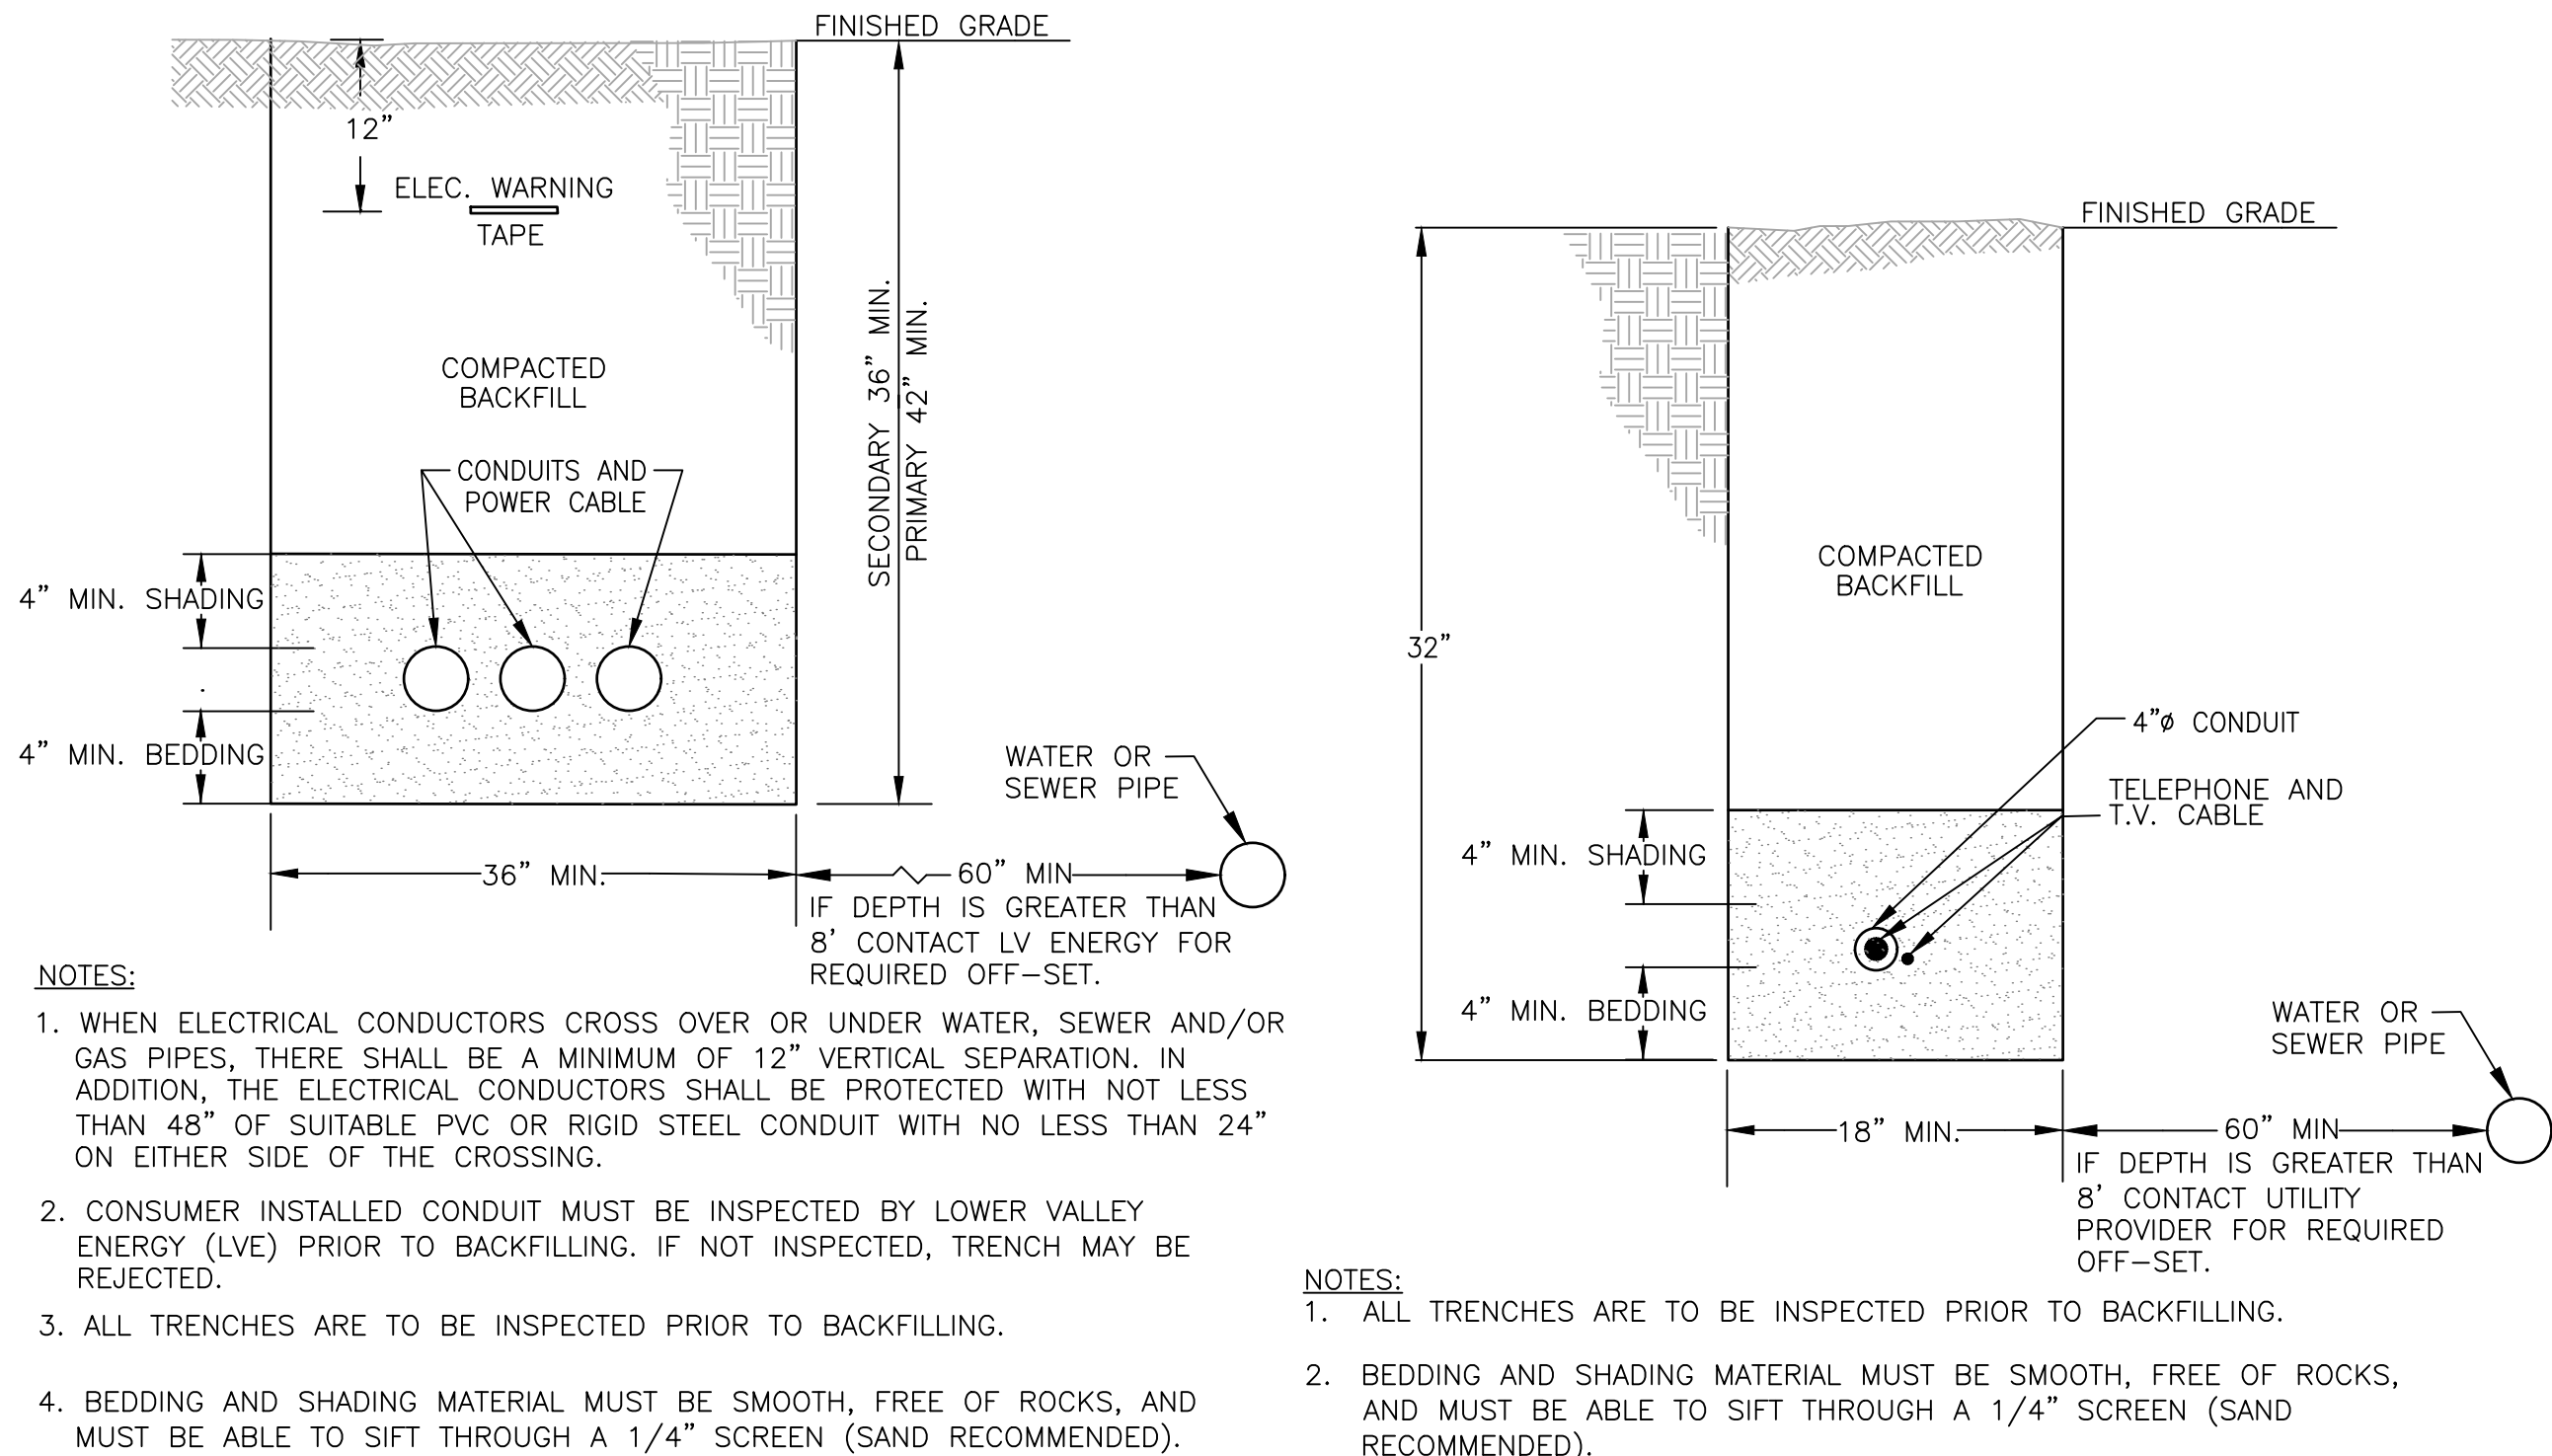 FINISHED GRADE
12”
ELEC. WARNING
TAPE
COMPACTED
BACKFILL
SECONDARY 36” MIN.
PRIMARY 42” MIN.
CONDUITS AND
POWER CABLE
4” MIN. SHADING
4” MIN. BEDDING
WATER OR
SEWER PIPE
36” MIN.
60” MIN
IF DEPTH IS GREATER THAN
8’ CONTACT LV ENERGY FOR
REQUIRED OFF-SET.
NOTES:
1. WHEN ELECTRICAL CONDUCTORS CROSS OVER OR UNDER WATER, SEWER AND/OR
GAS PIPES, THERE SHALL BE A MINIMUM OF 12” VERTICAL SEPARATION. IN
ADDITION, THE ELECTRICAL CONDUCTORS SHALL BE PROTECTED WITH NOT LESS
THAN 48” OF SUITABLE PVC OR RIGID STEEL CONDUIT WITH NO LESS THAN 24”
ON EITHER SIDE OF THE CROSSING.
2. CONSUMER INSTALLED CONDUIT MUST BE INSPECTED BY LOWER VALLEY
ENERGY (LVE) PRIOR TO BACKFILLING. IF NOT INSPECTED, TRENCH MAY BE
REJECTED.
3. ALL TRENCHES ARE TO BE INSPECTED PRIOR TO BACKFILLING.
4. BEDDING AND SHADING MATERIAL MUST BE SMOOTH, FREE OF ROCKS, AND
MUST BE ABLE TO SIFT THROUGH A 1/4” SCREEN (SAND RECOMMENDED).
FINISHED GRADE
COMPACTED
BACKFILL
32”
4”ø CONDUIT
TELEPHONE AND
T.V. CABLE
4” MIN. SHADING
4” MIN. BEDDING
WATER OR
SEWER PIPE
18” MIN.
60” MIN
IF DEPTH IS GREATER THAN
8’ CONTACT UTILITY
PROVIDER FOR REQUIRED
OFF-SET.
NOTES:
1. ALL TRENCHES ARE TO BE INSPECTED PRIOR TO BACKFILLING.
2. BEDDING AND SHADING MATERIAL MUST BE SMOOTH, FREE OF ROCKS,
AND MUST BE ABLE TO SIFT THROUGH A 1/4” SCREEN (SAND
RECOMMENDED).